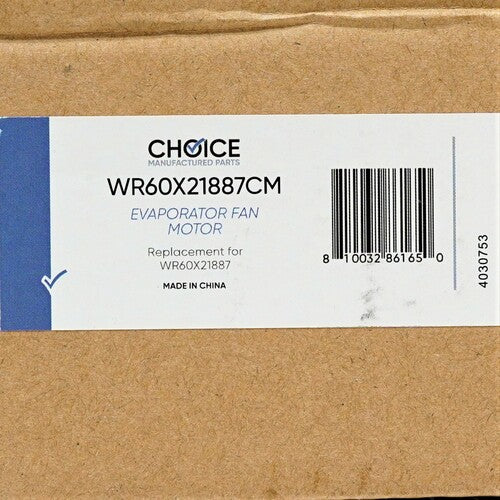 CHOICE
MANUFACTURED PARTS
WR60X21887CM
EVAPORATOR FAN
MOTOR
Replacement for
WR60X21887
MADE IN CHINA
8 10032 86165 0
4030753